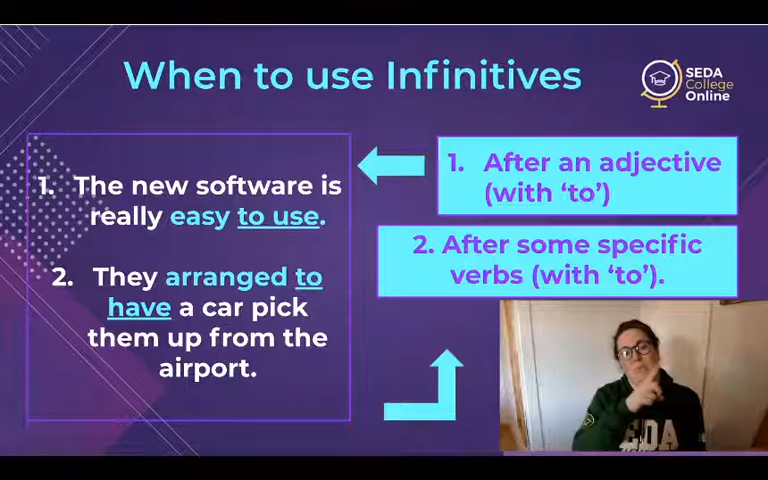 When to use Infinitives
SEDA
College
Online
1. The new software is
really easy to use.
2. They arranged to
have a car pick
them up from the
airport.
1. After an adjective
(with ‘to’)
2. After some specific
verbs (with ‘to’).
SEDA